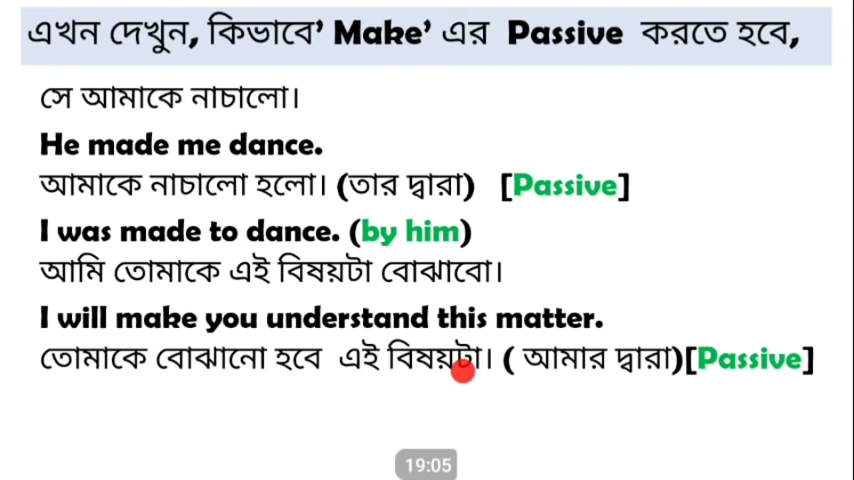 এখন দেখুন, কিভাবে’ Make’ এর Passive করতে হবে,
সে আমাকে নাচালো।
He made me dance.
আমাকে নাচালো হলো। (তার দ্বারা) [Passive]
I was made to dance. (by him)
আমি তোমাকে এই বিষয়টা বোঝাবো।
I will make you understand this matter.
তোমাকে বোঝানো হবে এই বিষয়টা। ( আমার দ্বারা)[Passive]
19:05